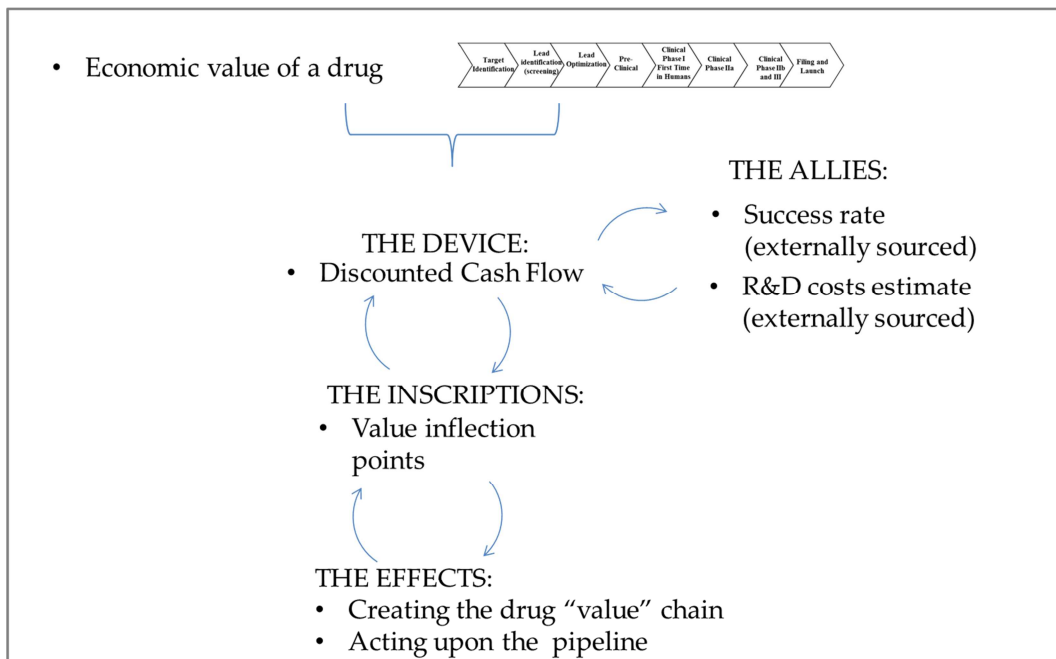 • Economic value of a drug
Target
Identification
Lead
identification
(screening)
Lead
Optimization
Pre-
Clinical
Clinical
Phase I
First Time
in Humans
Clinical
Phase IIa
Clinical
Phase IIb
and III
Filing and
Launch
THE ALLIES:
• Success rate
(externally sourced)
• R&D costs estimate
(externally sourced)
THE DEVICE:
• Discounted Cash Flow
THE INSCRIPTIONS:
• Value inflection
points
THE EFFECTS:
• Creating the drug “value” chain
• Acting upon the pipeline